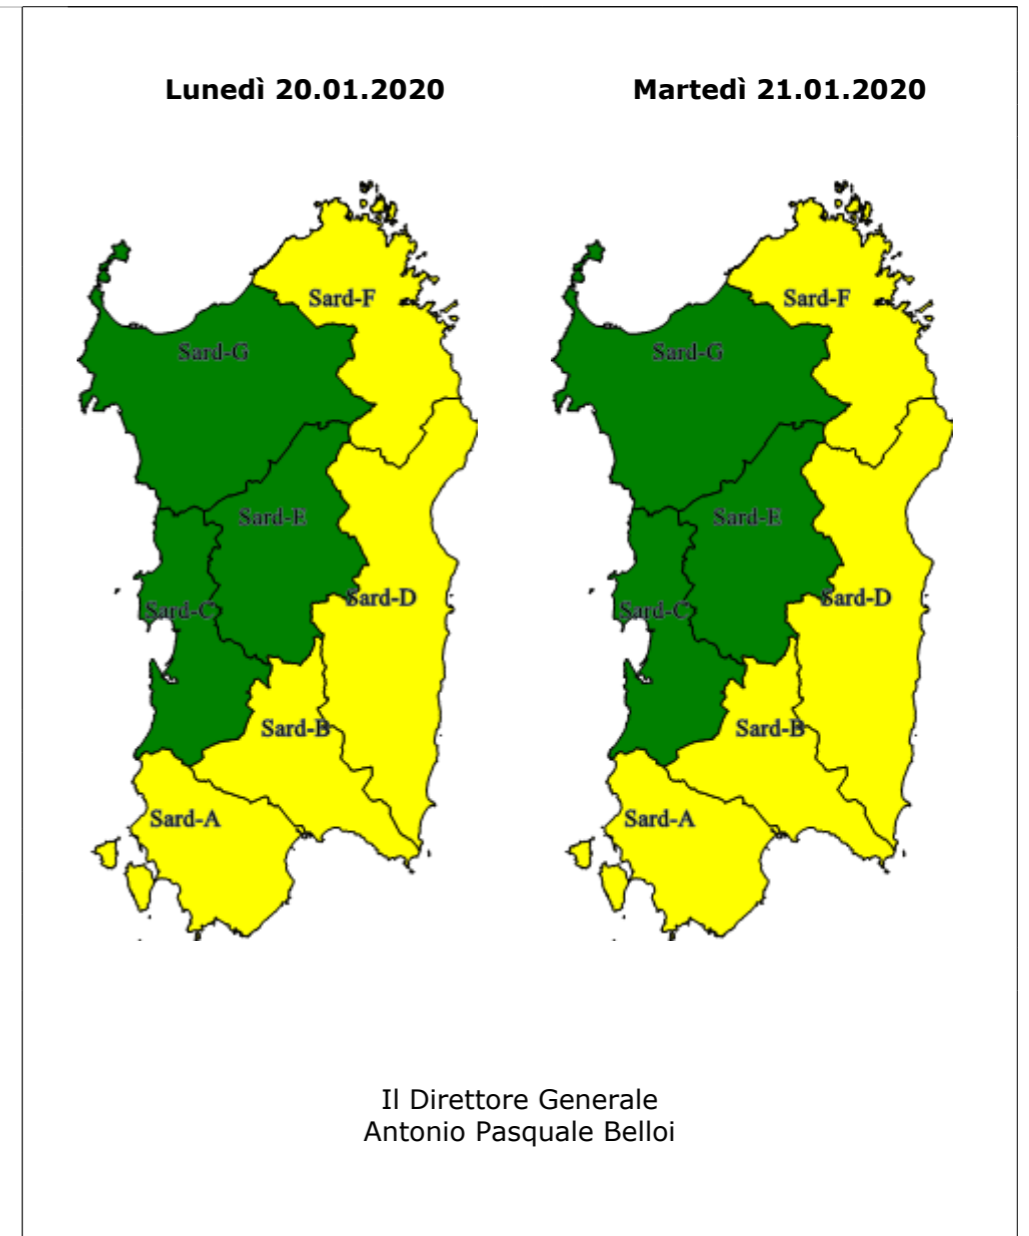 Lunedì 20.01.2020
Martedì 21.01.2020
Sard-F
Sard-G
Sard-E
Sard-D
Sard-C
Sard-B
Sard-A
Sard-F
Sard-G
Sard-E
Sard-D
Sard-C
Sard-B
Sard-A
Il Direttore Generale
Antonio Pasquale Belloi